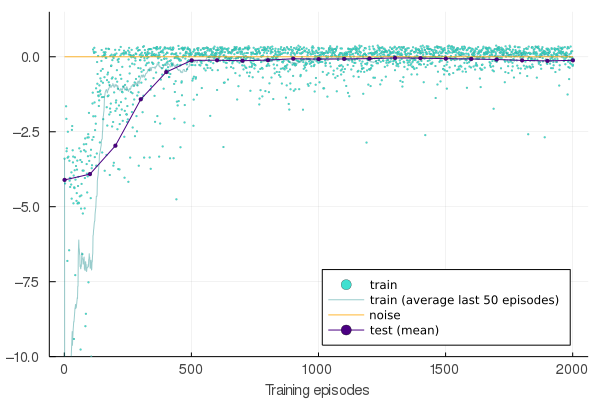 0.0
−2.5
−5.0
−7.5
−10.0
train
train (average last 50 episodes)
noise
test (mean)
0 500 1000 1500 2000
Training episodes